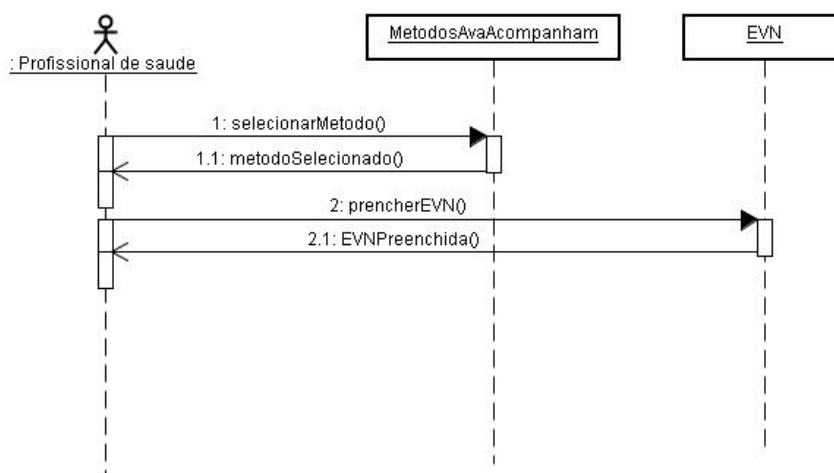 : Profissional de saude
MetodosAvaAcompanham
EVN
1: selecionarMetodo()
1.1: metodoSelecionado()
2: prencherEVN()
2.1: EVNPreenchida()